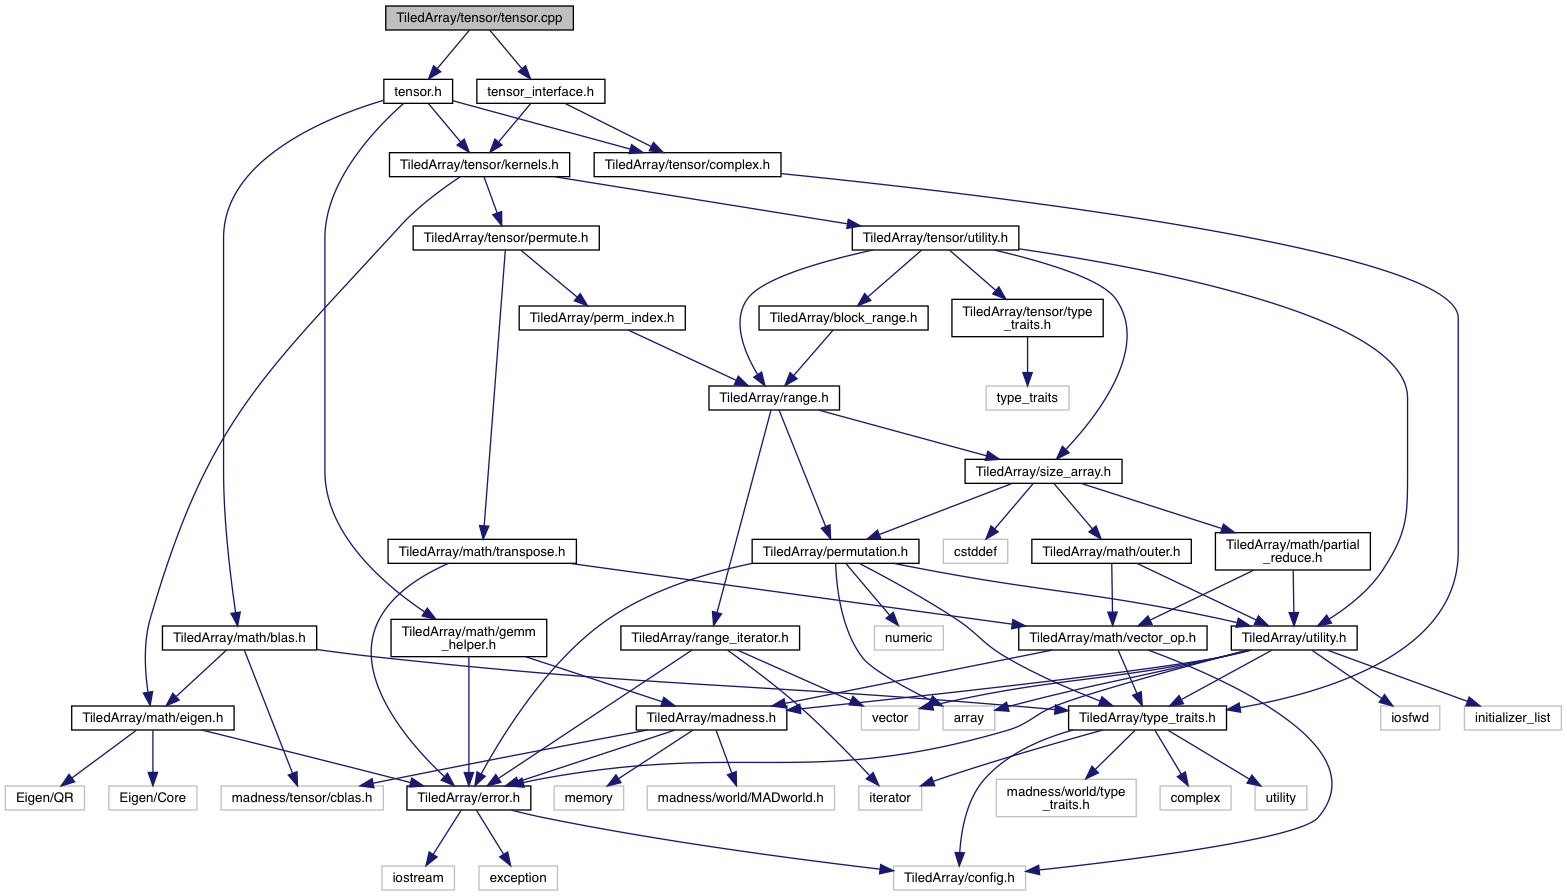 TiledArray/tensor/tensor.cpp
tensor.h
tensor_interface.h
TiledArray/tensor/kernels.h
TiledArray/tensor/complex.h
TiledArray/tensor/permute.h
TiledArray/tensor/utility.h
TiledArray/perm_index.h
TiledArray/block_range.h
TiledArray/tensor/type
_traits.h
TiledArray/range.h
type_traits
TiledArray/size_array.h
TiledArray/math/transpose.h
TiledArray/permutation.h
cstddef
TiledArray/math/outer.h
TiledArray/math/partial
_reduce.h
TiledArray/math/blas.h
TiledArray/math/gemm
_helper.h
TiledArray/range_iterator.h
numeric
TiledArray/math/vector_op.h
TiledArray/utility.h
TiledArray/math/eigen.h
TiledArray/madness.h
vector
array
TiledArray/type_traits.h
iosfwd
initializer_list
Eigen/QR
Eigen/Core
madness/tensor/cblas.h
TiledArray/error.h
memory
madness/world/MADworld.h
iterator
madness/world/type
_traits.h
complex
utility
iostream
exception
TiledArray/config.h